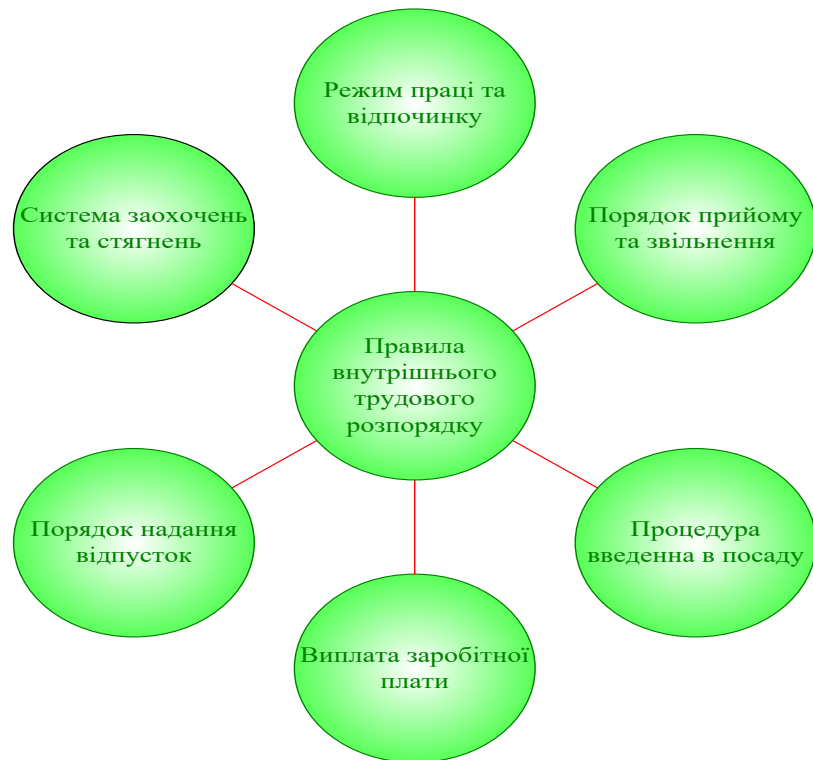 Режим праці та
відпочинку
Система заохочень
та стягнень
Порядок прийому
та звільнення
Правила
внутрішнього
трудового
розпорядку
Порядок надання
відпусток
Процедура
введенна в посаду
Виплата заробітної
плати